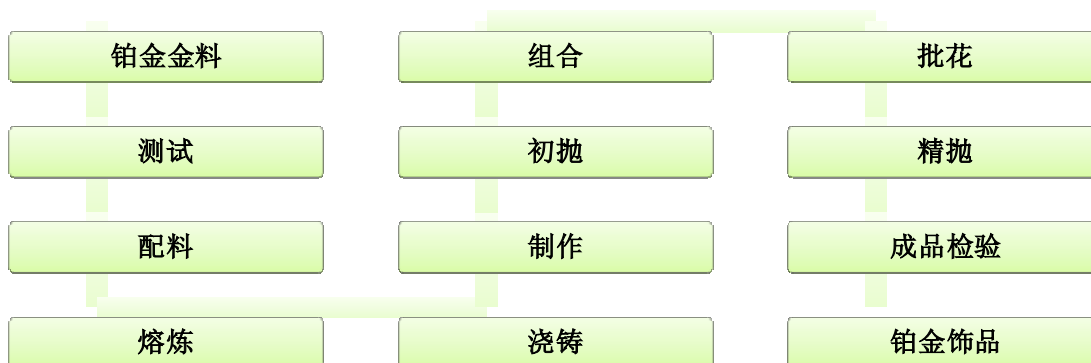 铂金金料
组合
批花
测试
初抛
精抛
配料
制作
成品检验
熔炼
浇铸
铂金饰品